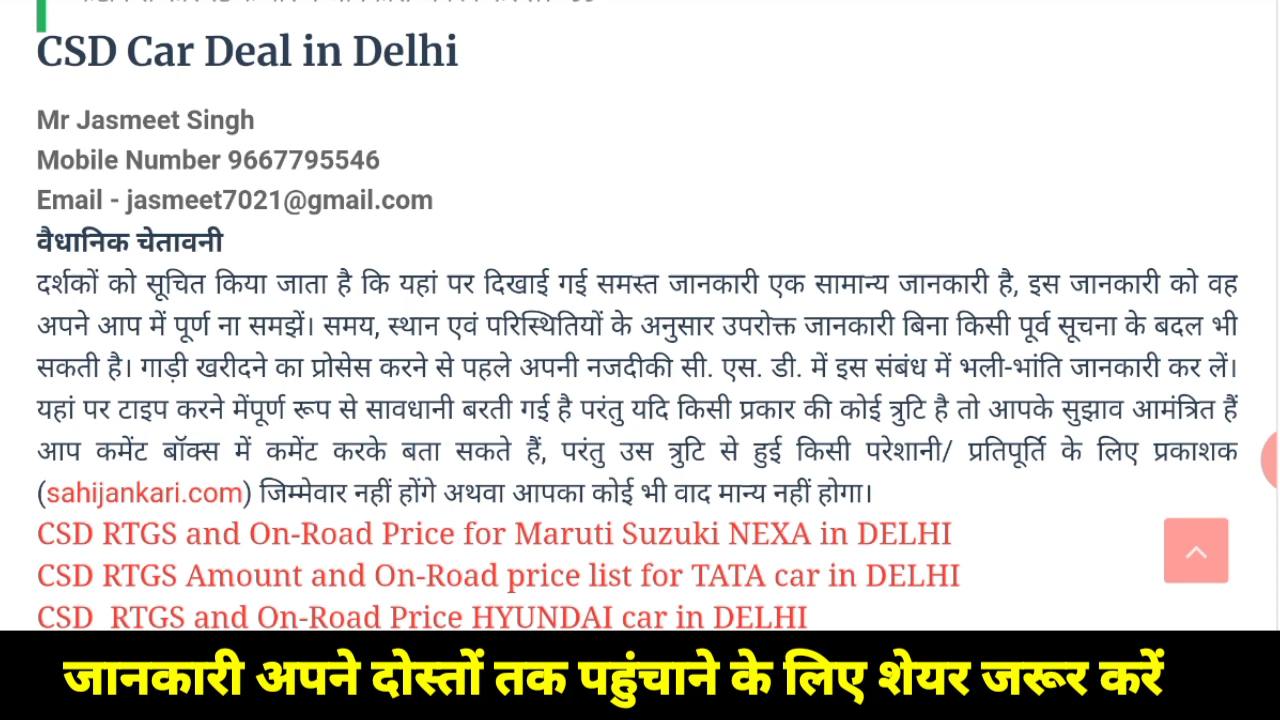 CSD Car Deal in Delhi
Mr Jasmeet Singh
Mobile Number 9667795546
Email - jasmeet7021@gmail.com
वैधानिक चेतावनी
दर्शकों को सूचित किया जाता है कि यहां पर दिखाई गई समस्त जानकारी एक सामान्य जानकारी है, इस जानकारी को वह
अपने आप में पूर्ण ना समझें। समय, स्थान एवं परिस्थितियों के अनुसार उपरोक्त जानकारी बिना किसी पूर्व सूचना के बदल भी
सकती है। गाड़ी खरीदने का प्रोसेस करने से पहले अपनी नजदीकी सी. एस. डी. में इस संबंध में भली-भांति जानकारी कर लें।
यहां पर टाइप करने मेंपूर्ण रूप से सावधानी बरती गई है परंतु यदि किसी प्रकार की कोई त्रुटि है तो आपके सुझाव आमंत्रित हैं
आप कमेंट बॉक्स में कमेंट करके बता सकते हैं, परंतु उस त्रुटि से हुई किसी परेशानी/ प्रतिपूर्ति के लिए प्रकाशक
(sahijankari.com) जिम्मेवार नहीं होंगे अथवा आपका कोई भी वाद मान्य नहीं होगा।
CSD RTGS and On-Road Price for Maruti Suzuki NEXA in DELHI
CSD RTGS Amount and On-Road price list for TATA car in DELHI
CSD RTGS and On-Road Price HYUNDAI car in DELHI
जानकारी अपने दोस्तों तक पहुंचाने के लिए शेयर जरूर करें